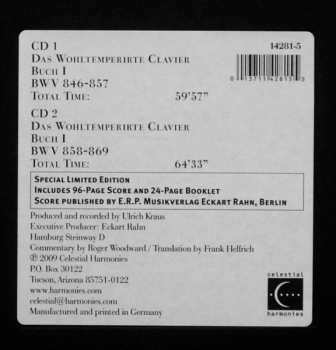 CD 1
14281-5
DAS WOHLTEMPERIRTE CLAVIER
BUCH I
BWV 846-857
TOTAL TIME: 59'57"
CD 2
DAS WOHLTEMPERIRTE CLAVIER
BUCH I
BWV 858-869
TOTAL TIME: 64'33"
SPECIAL LIMITED EDITION
INCLUDES 96-PAGE SCORE AND 24-PAGE BOOKLET
SCORE PUBLISHED BY E.R.P. MUSIKVERLAG ECKART RAHN, BERLIN
Produced and recorded by Ulrich Kraus
Executive Producer: Eckart Rahn
Hamburg Steinway D
Commentary by Roger Woodward / Translation by Frank Helfrich
℗ 2009 Celestial Harmonies
P.O. Box 30122
Tucson, Arizona 85751-0122
www.harmonies.com
celestial@harmonies.com
Manufactured and printed in Germany
celestial
harmonies